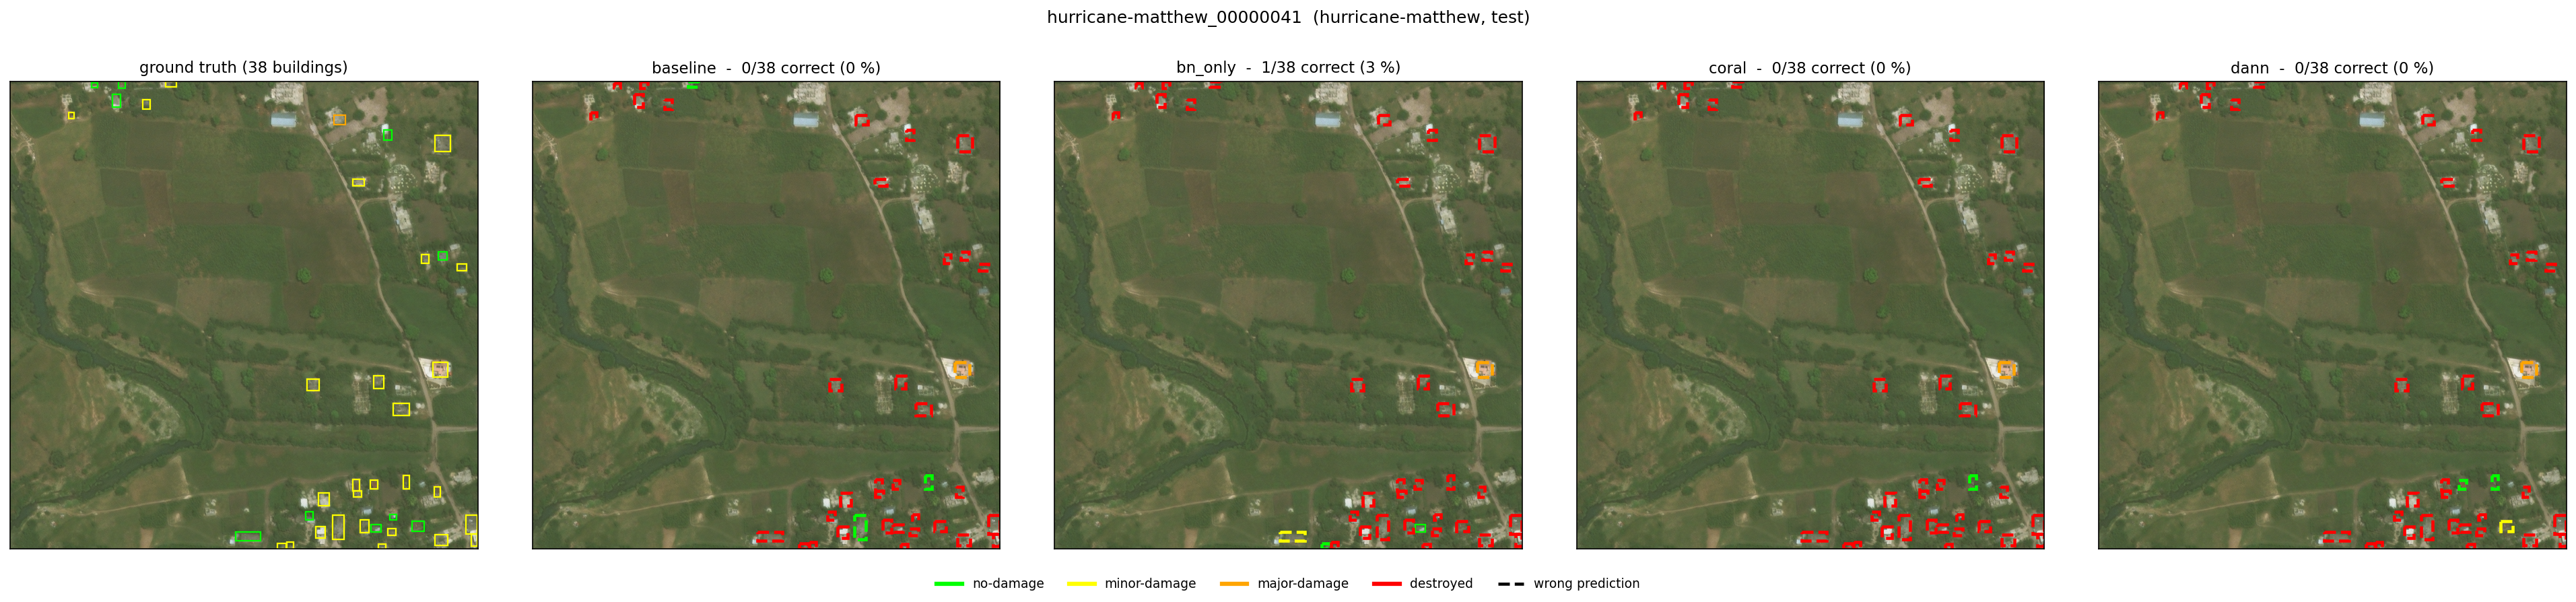 hurricane-matthew_00000041 (hurricane-matthew, test)
ground truth (38 buildings)
baseline - 0/38 correct (0 %)
bn_only - 1/38 correct (3 %)
coral - 0/38 correct (0 %)
dann - 0/38 correct (0 %)
no-damage
minor-damage
major-damage
destroyed
wrong prediction